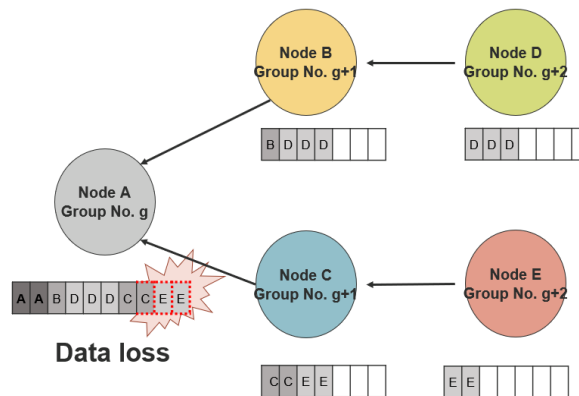 Node B
Group No. g+1
Node D
Group No. g+2
B D D D
D D D
Node A
Group No. g
Node C
Group No. g+1
Node E
Group No. g+2
A A B D D D C C E E
Data loss
C C E E
E E